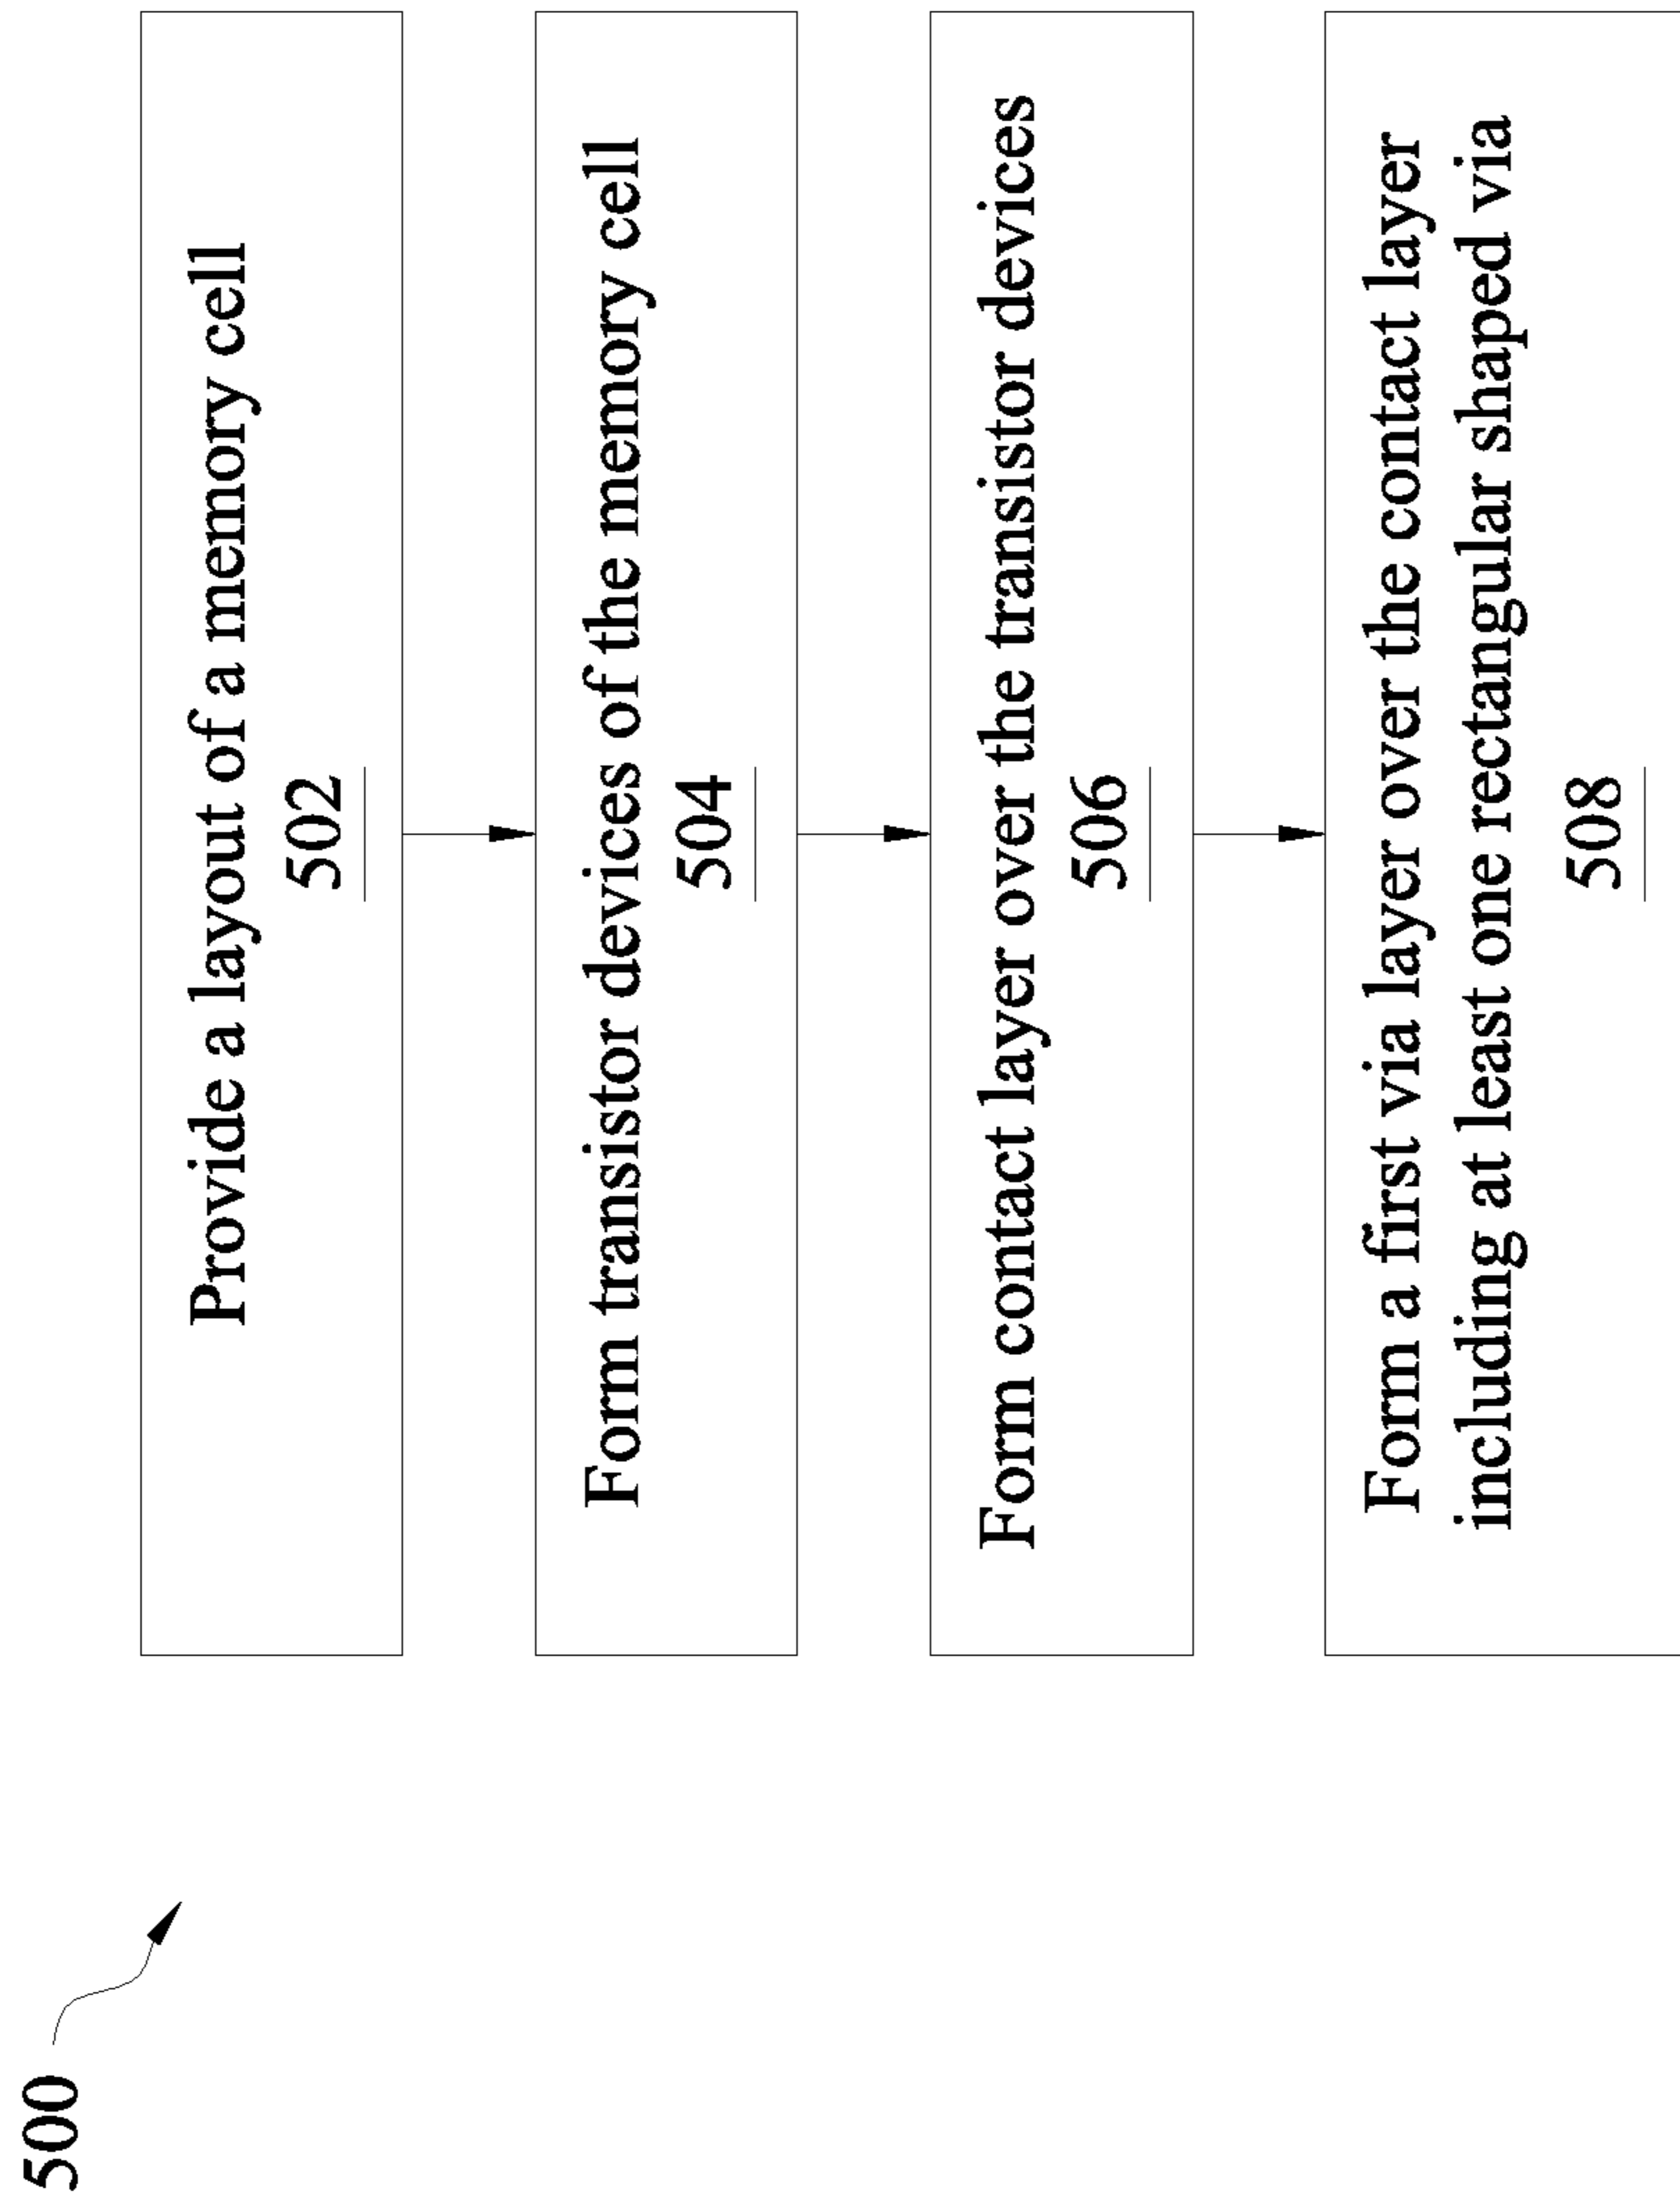 500
Provide a layout of a memory cell
502
Form transistor devices of the memory cell
504
Form contact layer over the transistor devices
506
Form a first via layer over the contact layer
including at least one rectangular shaped via
508